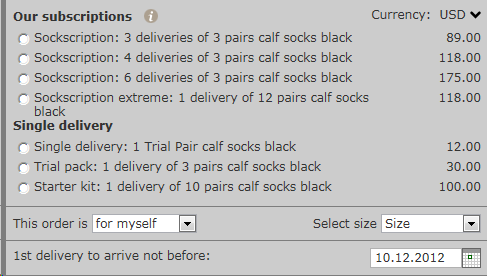 Our subscriptions i Currency: USD
Sockscription: 3 deliveries of 3 pairs calf socks black 89.00
Sockscription: 4 deliveries of 3 pairs calf socks black 118.00
Sockscription: 6 deliveries of 3 pairs calf socks black 175.00
Sockscription extreme: 1 delivery of 12 pairs calf socks 118.00
black
Single delivery
Single delivery: 1 Trial Pair calf socks black 12.00
Trial pack: 1 delivery of 3 pairs calf socks black 30.00
Starter kit: 1 delivery of 10 pairs calf socks black 100.00
This order is for myself Select size Size
1st delivery to arrive not before: 10.12.2012